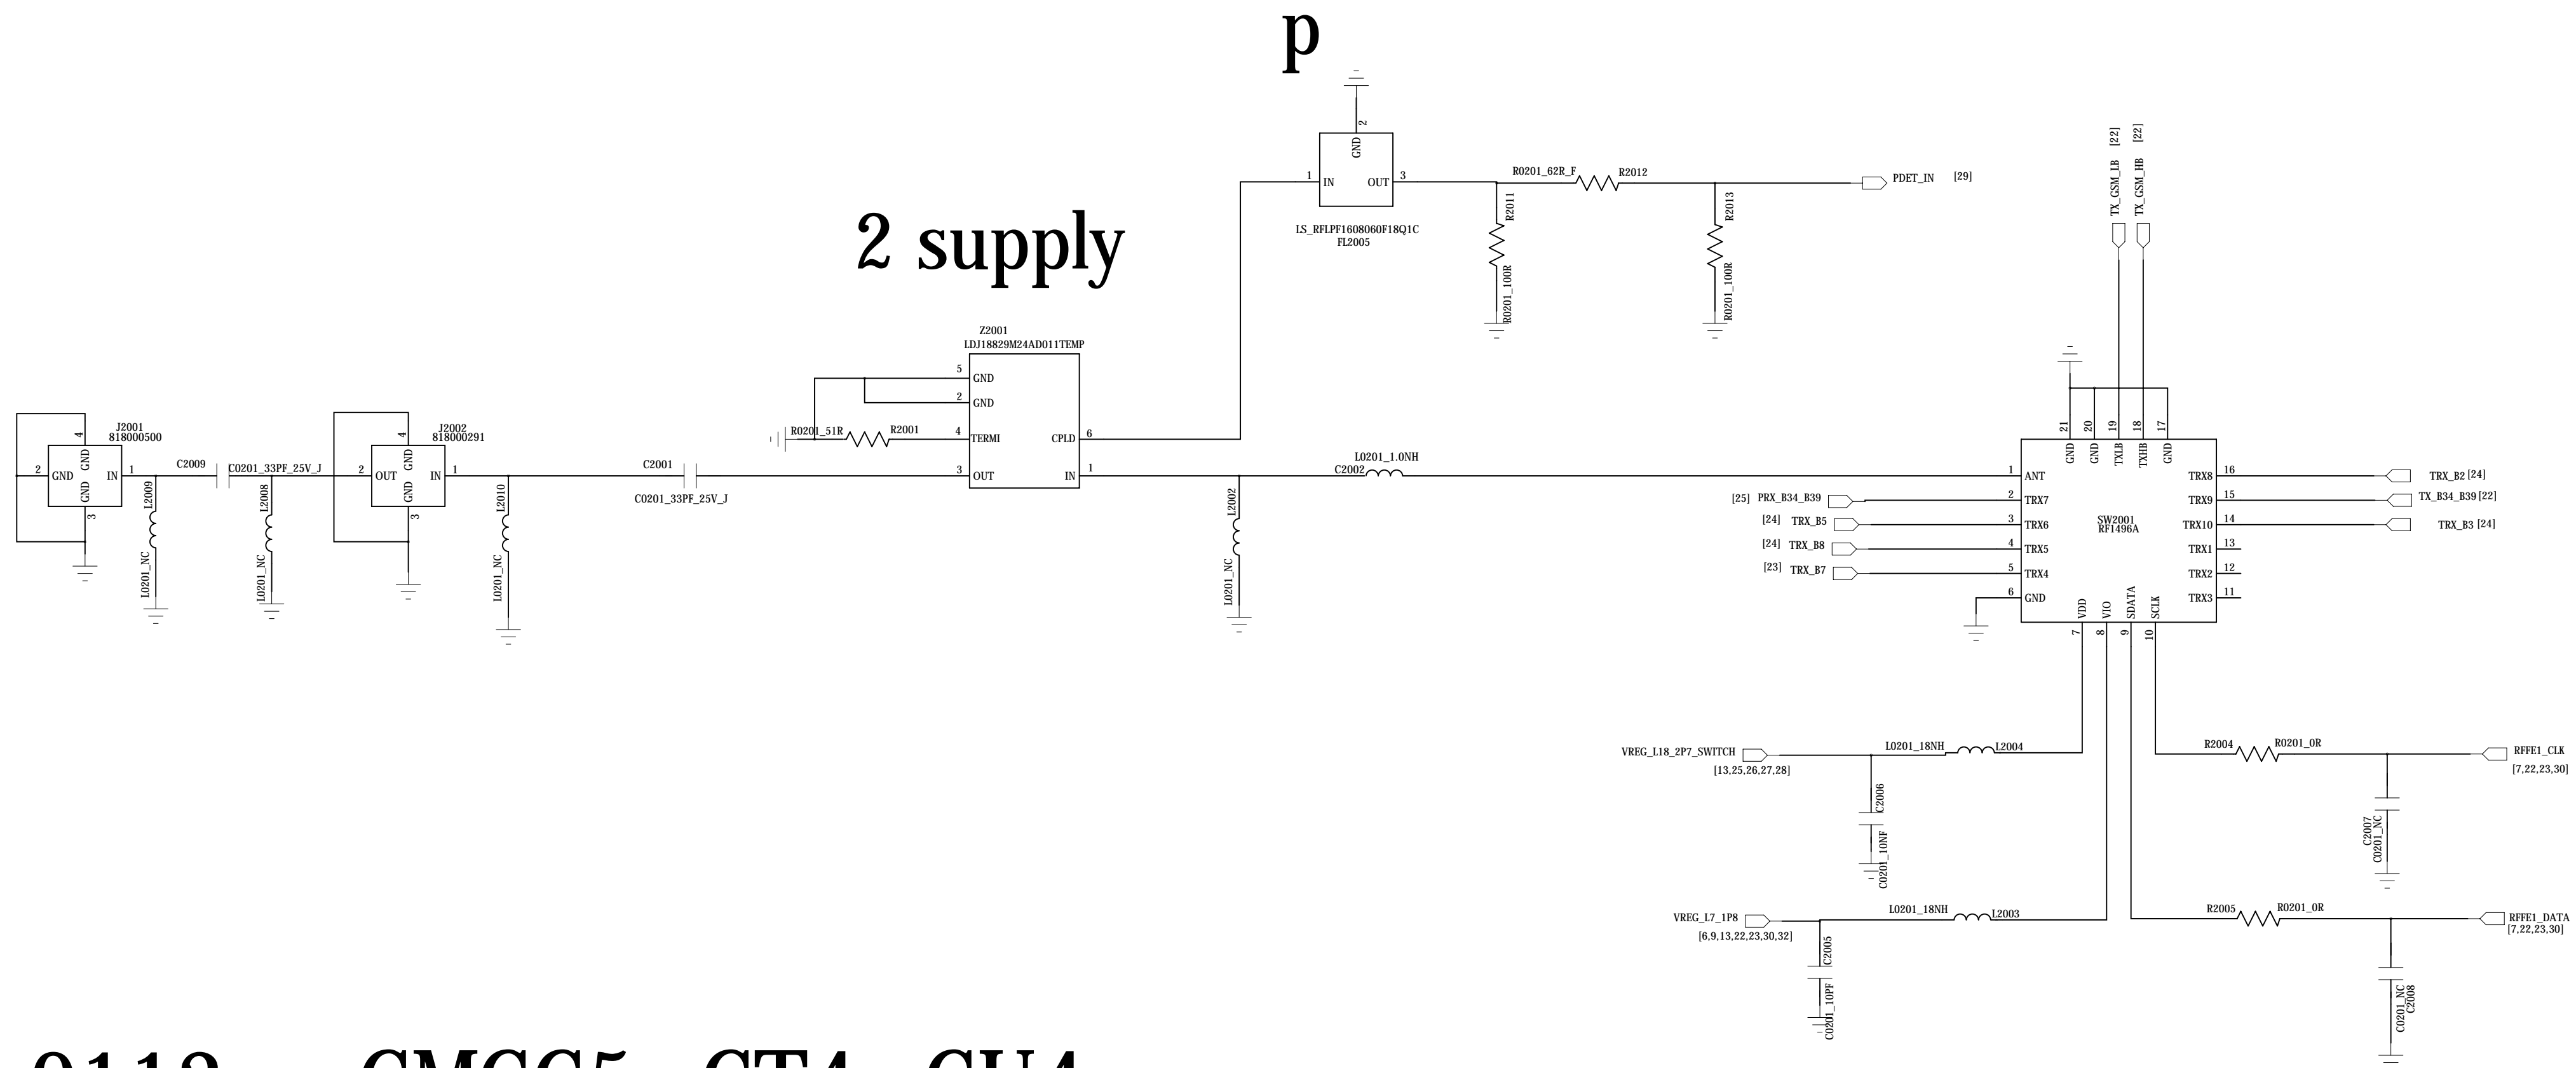 p
2 supply
GND
2
1
IN
OUT
3
LS_RFLPF1608060F18Q1C
FL2005
R0201_62R_F
R2012
R2011
R0201_100R
R2013
R0201_100R
PDET_IN
[29]
TX_GSM_LB [22]
TX_GSM_HB [22]
Z2001
LDJ18829M24AD011TEMP
5
GND
2
GND
4
TERMI
CPLD
6
3
OUT
IN
1
R0201_51R
R2001
J2001
818000500
4
GND
2
GND
IN
1
GND
3
C2009
C0201_33PF_25V_J
L2009
L0201_NC
L2008
L0201_NC
J2002
818000291
4
GND
2
OUT
IN
1
GND
3
L2010
L0201_NC
C2001
C0201_33PF_25V_J
L2002
L0201_NC
L0201_1.0NH
C2002
21
20
19
18
17
GND
GND
TXLB
TXHB
GND
1
ANT
TRX8
16
TRX_B2 [24]
[25] PRX_B34_B39
2
TRX7
TRX9
15
TX_B34_B39 [22]
[24] TRX_B5
3
TRX6
SW2001
RF1496A
TRX10
14
TRX_B3 [24]
[24] TRX_B8
4
TRX5
TRX1
13
[23] TRX_B7
5
TRX4
TRX2
12
6
GND
TRX3
11
VDD
VIO
SDATA
SCLK
7
8
9
10
VREG_L18_2P7_SWITCH
[13,25,26,27,28]
L0201_18NH
L2004
C2006
C0201_10NF
R2004
R0201_0R
RFFE1_CLK
[7,22,23,30]
C2007
C0201_NC
VREG_L7_1P8
[6,9,13,22,23,30,32]
L0201_18NH
L2003
C2005
C0201_10PF
R2005
R0201_0R
RFFE1_DATA
[7,22,23,30]
C0201_NC
C2008